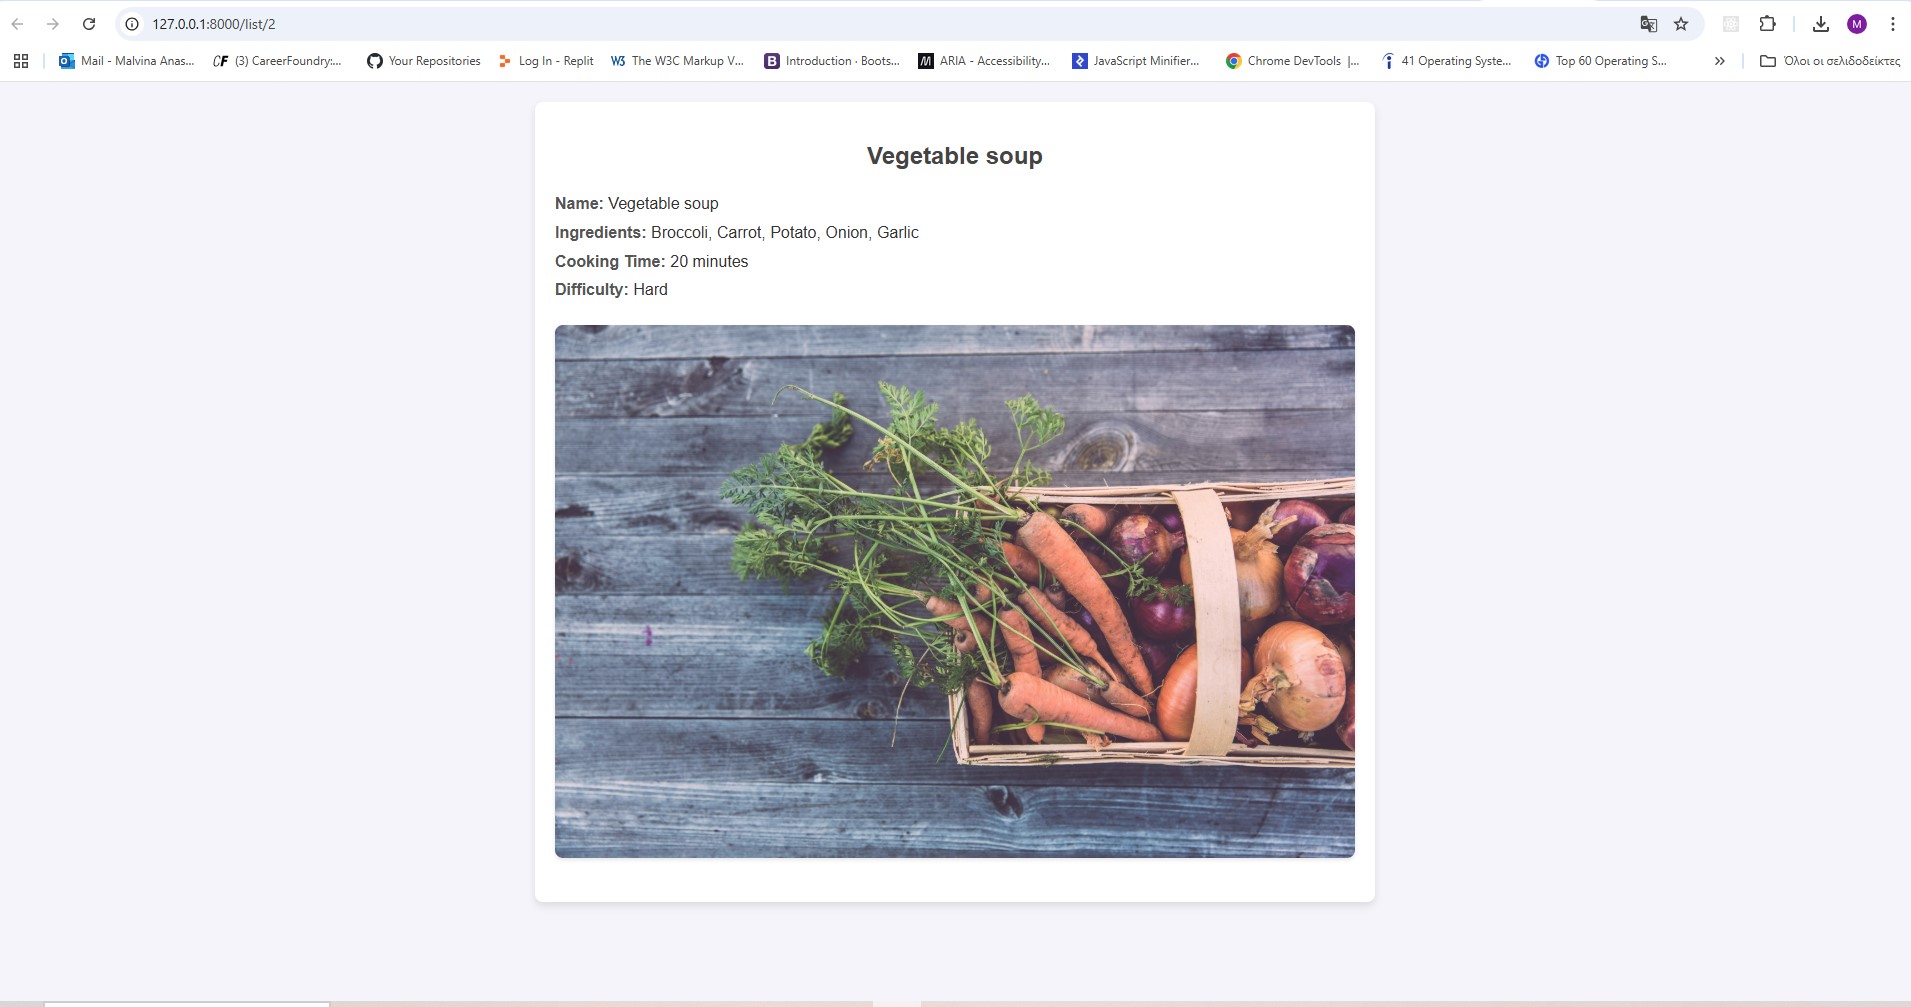 127.0.0.1:8000/list/2
M
Mail - Malvina Anas...
CF (3) CareerFoundry:...
Your Repositories
Log In - Replit
W3 The W3C Markup V...
B Introduction · Boots...
ARIA - Accessibility...
JavaScript Minifier...
Chrome DevTools |...
41 Operating Syste...
Top 60 Operating S...
»
Όλοι οι σελιδοδείκτες
Vegetable soup
Name: Vegetable soup
Ingredients: Broccoli, Carrot, Potato, Onion, Garlic
Cooking Time: 20 minutes
Difficulty: Hard